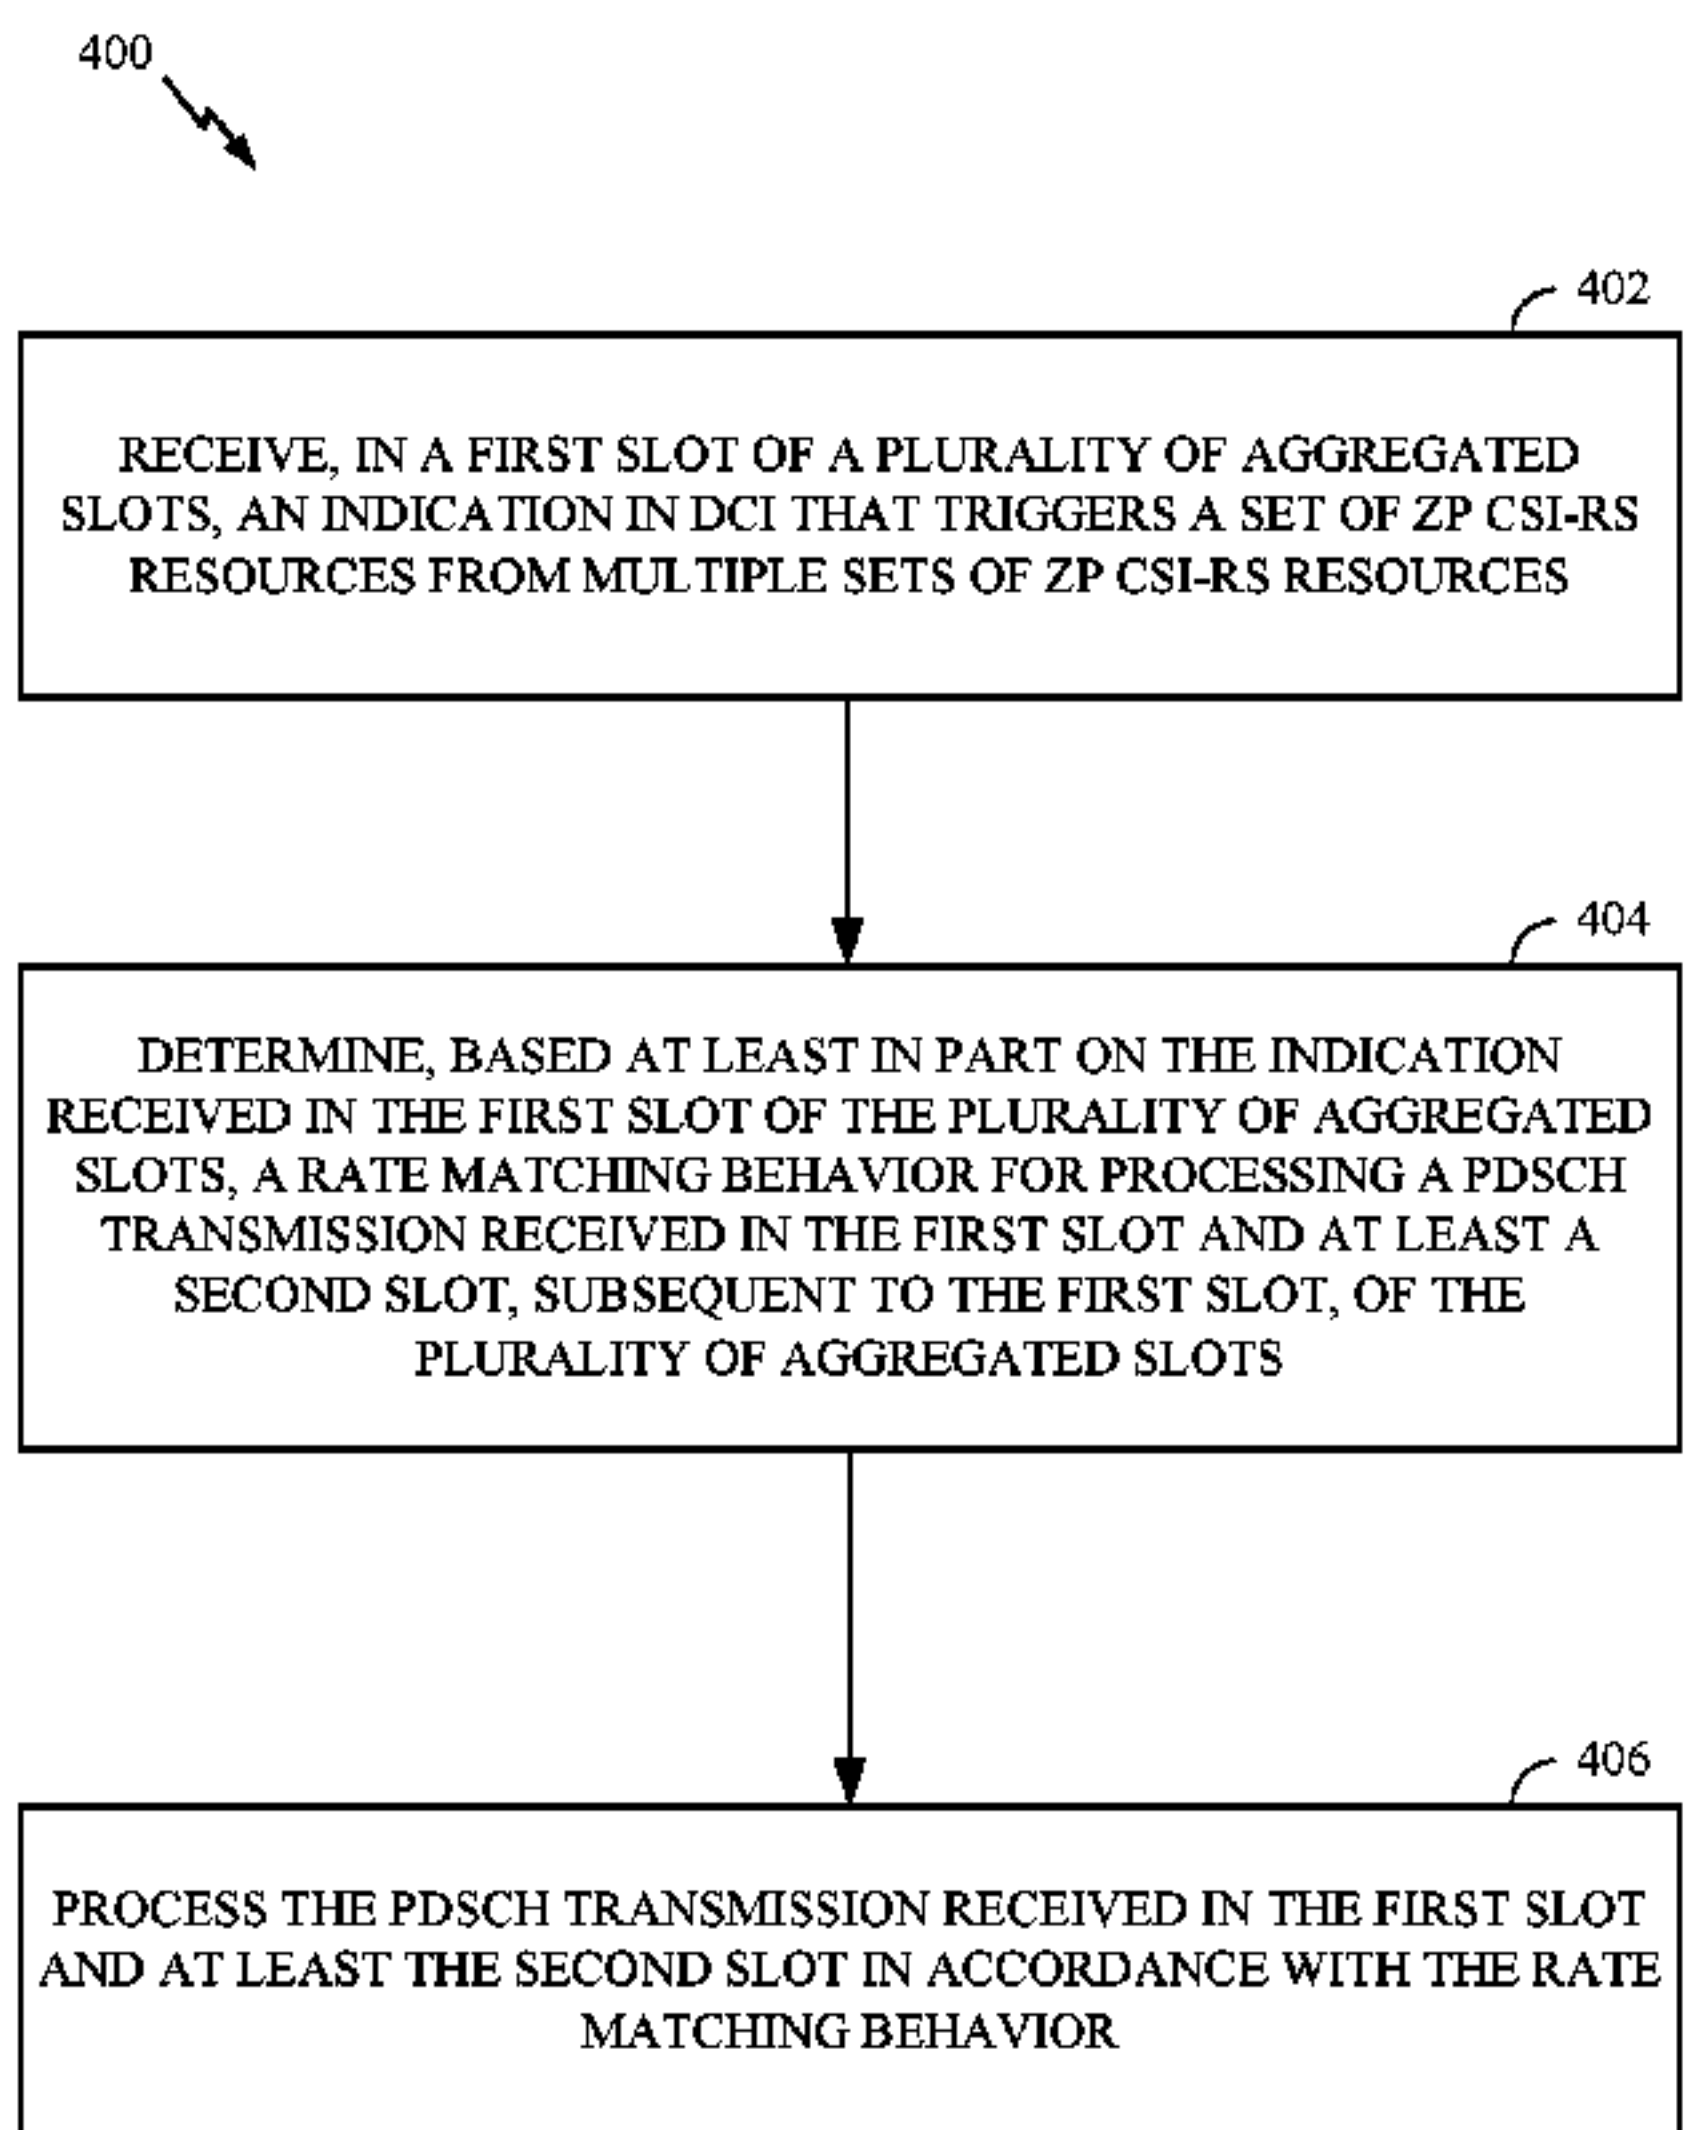 400
402
RECEIVE, IN A FIRST SLOT OF A PLURALITY OF AGGREGATED
SLOTS, AN INDICATION IN DCI THAT TRIGGERS A SET OF ZP CSI-RS
RESOURCES FROM MULTIPLE SETS OF ZP CSI-RS RESOURCES
404
DETERMINE, BASED AT LEAST IN PART ON THE INDICATION
RECEIVED IN THE FIRST SLOT OF THE PLURALITY OF AGGREGATED
SLOTS, A RATE MATCHING BEHAVIOR FOR PROCESSING A PDSCH
TRANSMISSION RECEIVED IN THE FIRST SLOT AND AT LEAST A
SECOND SLOT, SUBSEQUENT TO THE FIRST SLOT, OF THE
PLURALITY OF AGGREGATED SLOTS
406
PROCESS THE PDSCH TRANSMISSION RECEIVED IN THE FIRST SLOT
AND AT LEAST THE SECOND SLOT IN ACCORDANCE WITH THE RATE
MATCHING BEHAVIOR